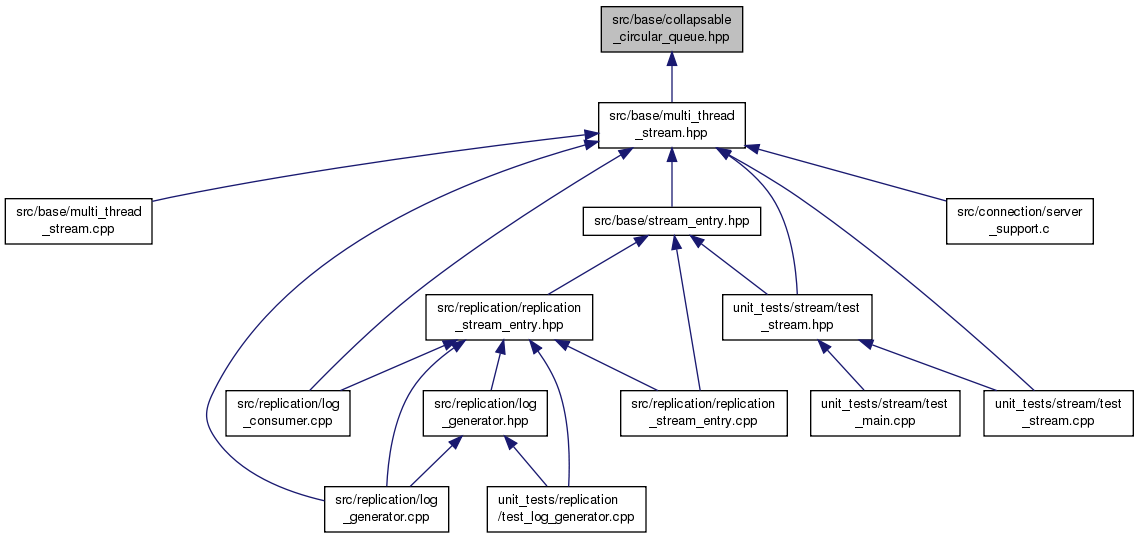 src/base/collapsable
_circular_queue.hpp
src/base/multi_thread
_stream.hpp
src/base/multi_thread
_stream.cpp
src/base/stream_entry.hpp
src/connection/server
_support.c
src/replication/replication
_stream_entry.hpp
unit_tests/stream/test
_stream.hpp
src/replication/log
_consumer.cpp
src/replication/log
_generator.hpp
src/replication/replication
_stream_entry.cpp
unit_tests/stream/test
_main.cpp
unit_tests/stream/test
_stream.cpp
src/replication/log
_generator.cpp
unit_tests/replication
/test_log_generator.cpp